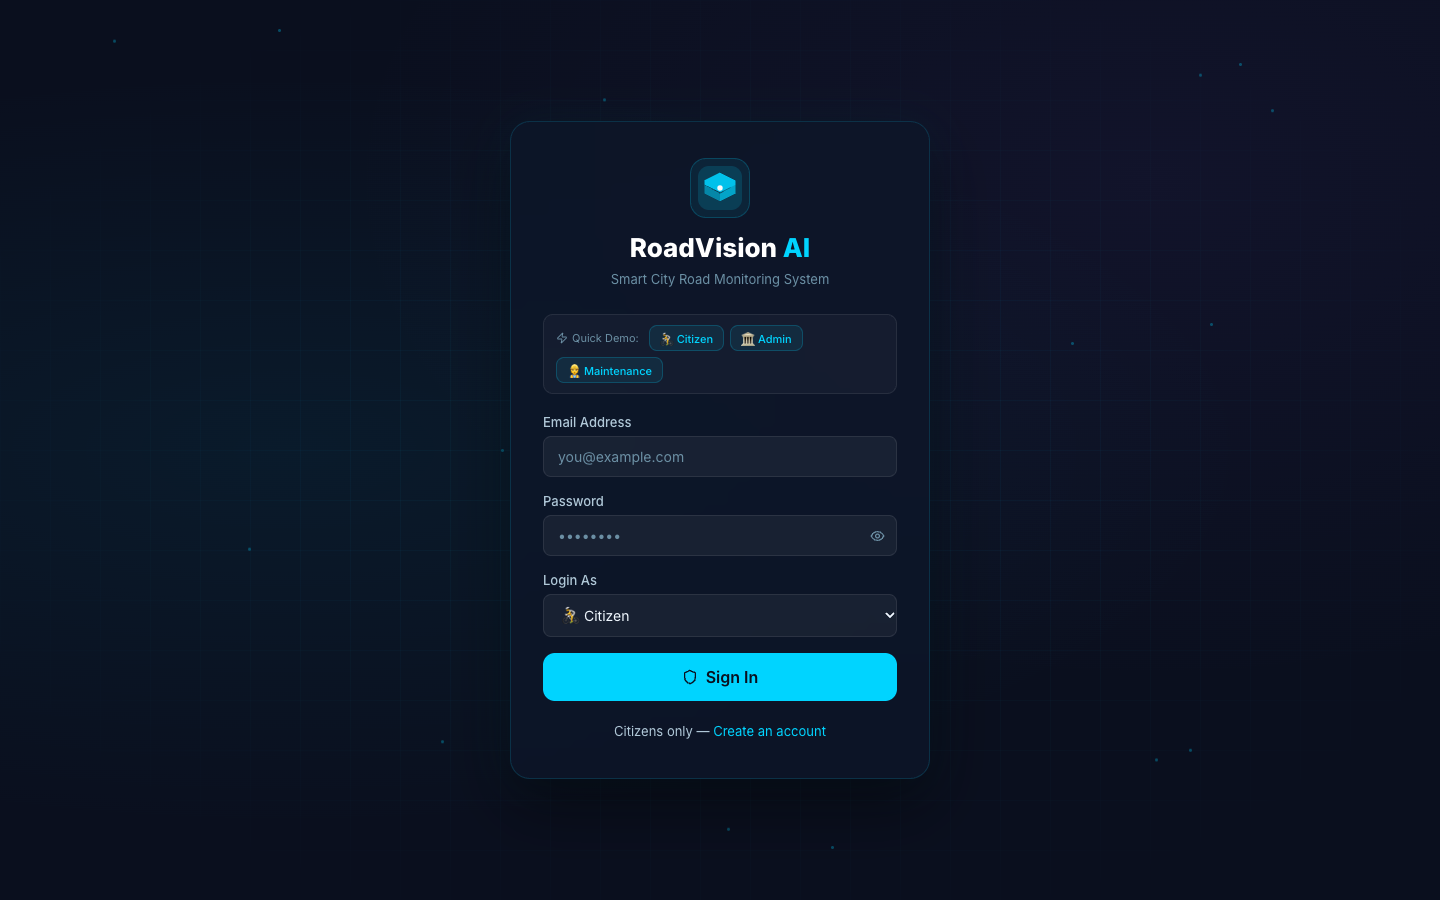 RoadVision AI
Smart City Road Monitoring System
Quick Demo: Citizen Admin
Maintenance
Email Address
you@example.com
Password
••••••••
Login As
Citizen
Sign In
Citizens only — Create an account